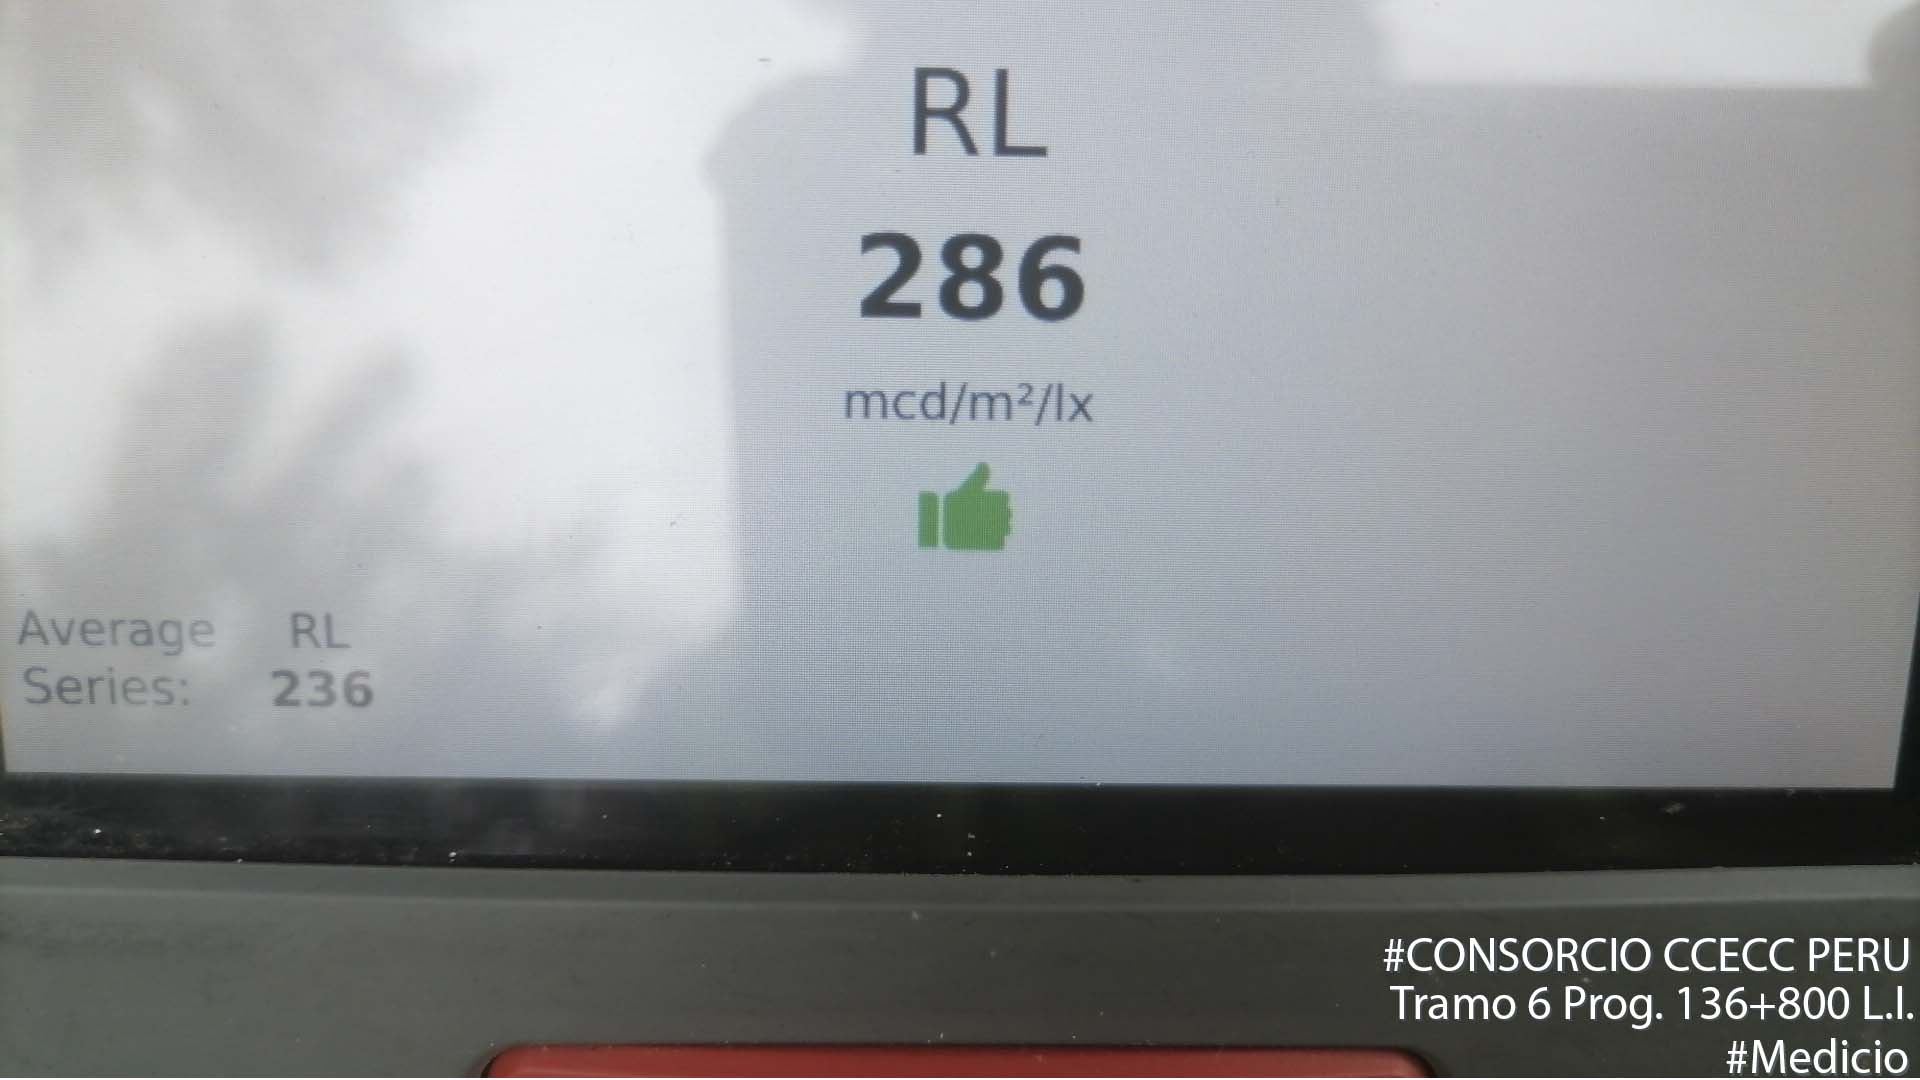 RL
286
mcd/m²/lx
Average RL
Series: 236
#CONSORCIO CCECC PERU
Tramo 6 Prog. 136+800 L.I.
#Medicio